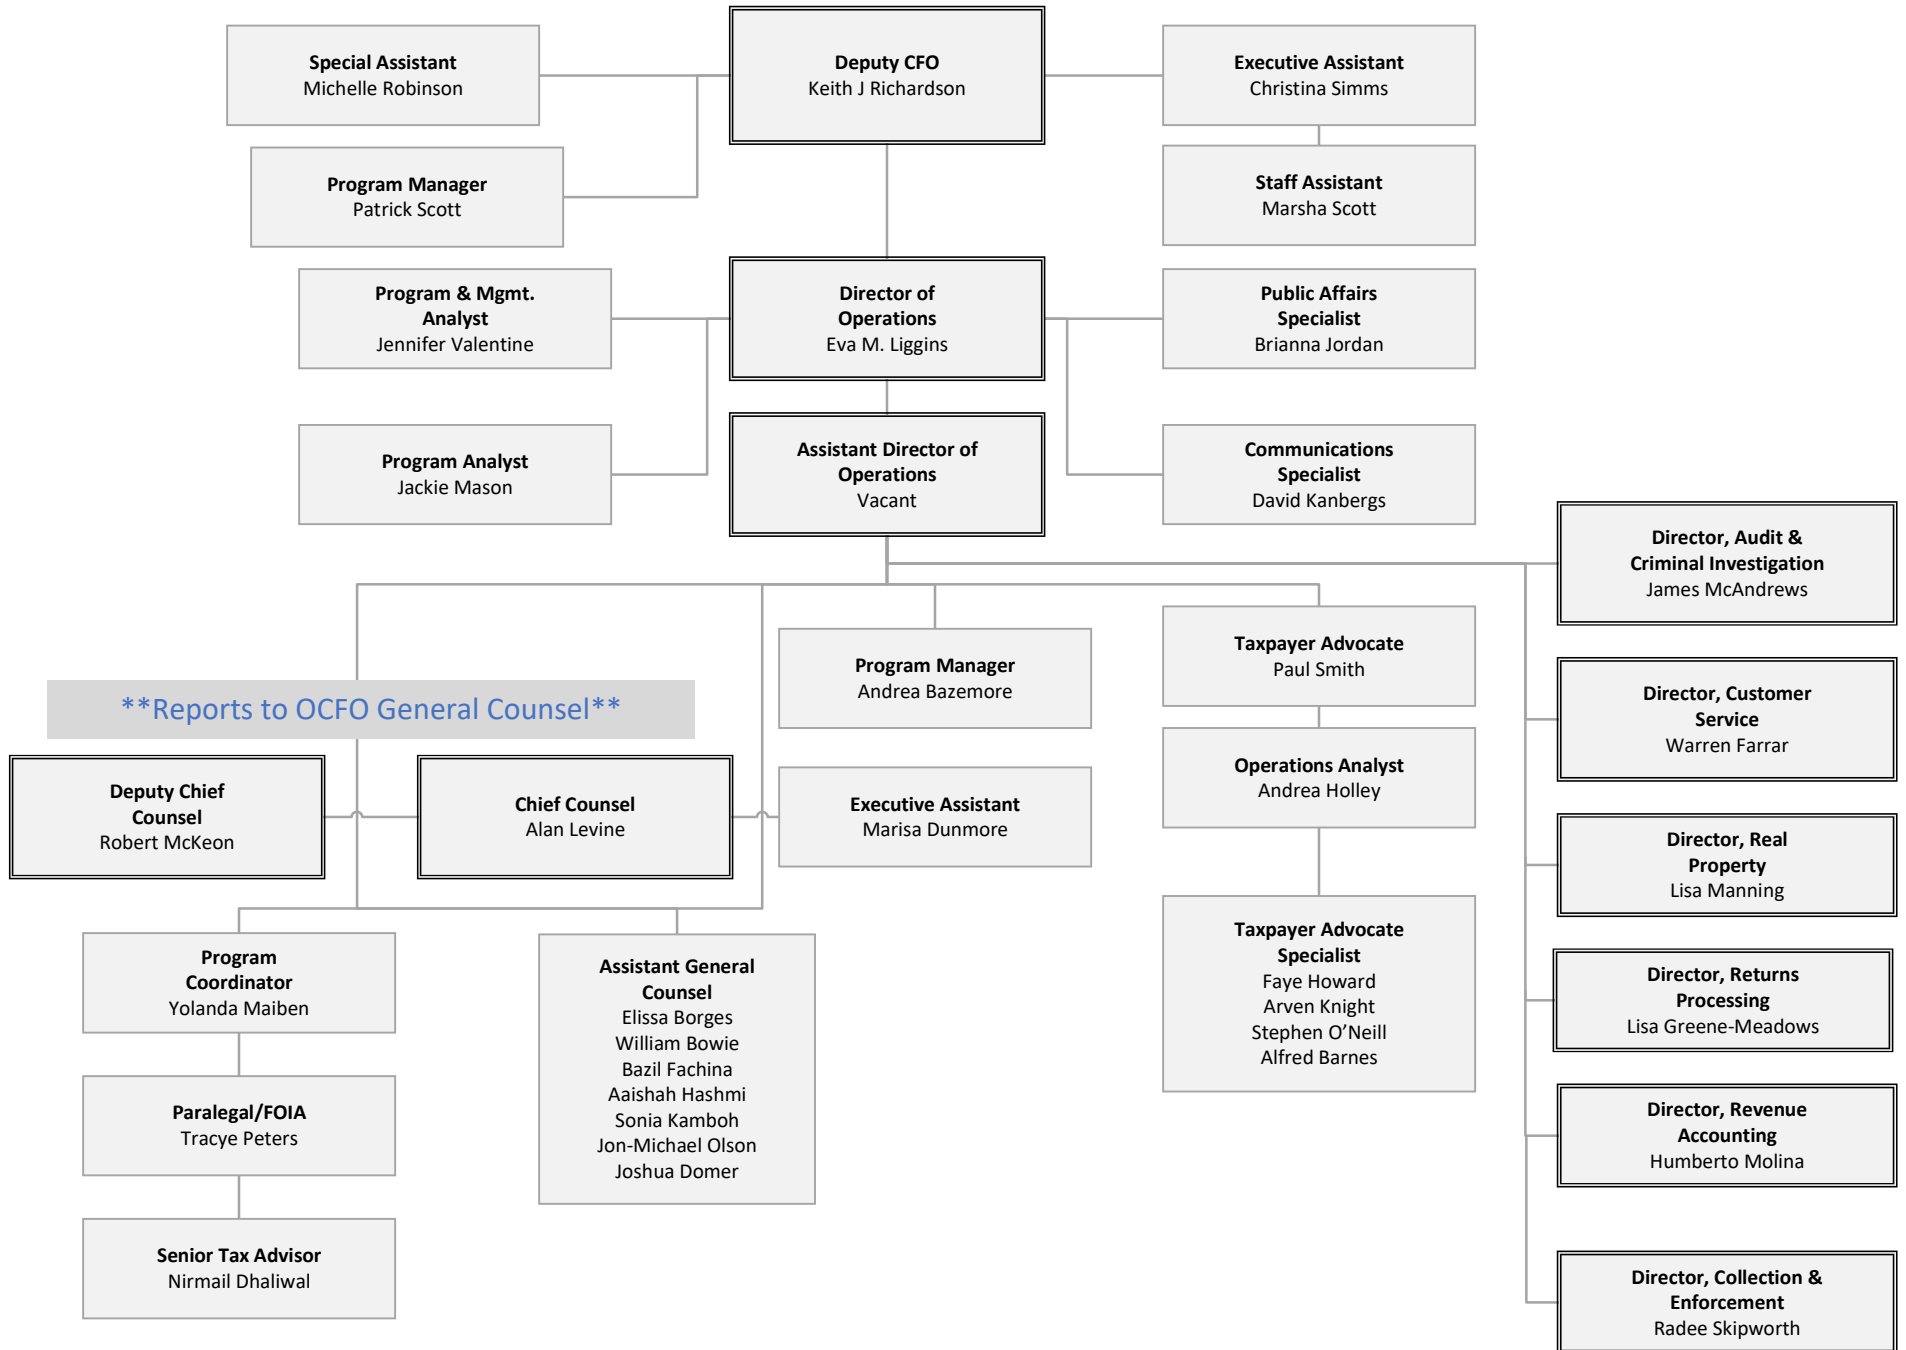 Special Assistant
Michelle Robinson
Deputy CFO
Keith J Richardson
Executive Assistant
Christina Simms
Program Manager
Patrick Scott
Staff Assistant
Marsha Scott
Program & Mgmt.
Analyst
Jennifer Valentine
Director of
Operations
Eva M. Liggins
Public Affairs
Specialist
Brianna Jordan
Program Analyst
Jackie Mason
Assistant Director of
Operations
Vacant
Communications
Specialist
David Kanbergs
Director, Audit &
Criminal Investigation
James McAndrews
Program Manager
Andrea Bazemore
Taxpayer Advocate
Paul Smith
Director, Customer
Service
Warren Farrar
**Reports to OCFO General Counsel**
Deputy Chief
Counsel
Robert McKeon
Chief Counsel
Alan Levine
Executive Assistant
Marisa Dunmore
Operations Analyst
Andrea Holley
Director, Real
Property
Lisa Manning
Program
Coordinator
Yolanda Maiben
Assistant General
Counsel
Elissa Borges
William Bowie
Bazil Fachina
Aaishah Hashmi
Sonia Kamboh
Jon-Michael Olson
Joshua Domer
Taxpayer Advocate
Specialist
Faye Howard
Arven Knight
Stephen O’Neill
Alfred Barnes
Director, Returns
Processing
Lisa Greene-Meadows
Paralegal/FOIA
Tracye Peters
Director, Revenue
Accounting
Humberto Molina
Senior Tax Advisor
Nirmail Dhaliwal
Director, Collection &
Enforcement
Radee Skipworth